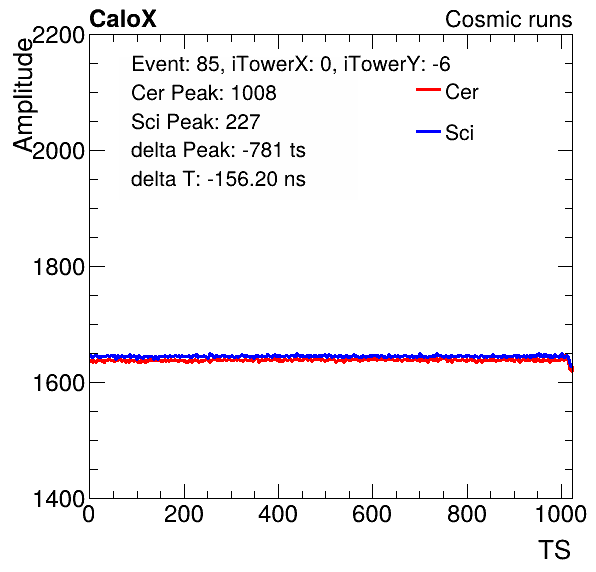 CaloX Cosmic runs
Amplitude
2200
2000
1800
1600
1400
Event: 85, iTowerX: 0, iTowerY: -6
Cer Peak: 1008
Sci Peak: 227
delta Peak: -781 ts
delta T: -156.20 ns
Cer
Sci
0 200 400 600 800 1000
TS